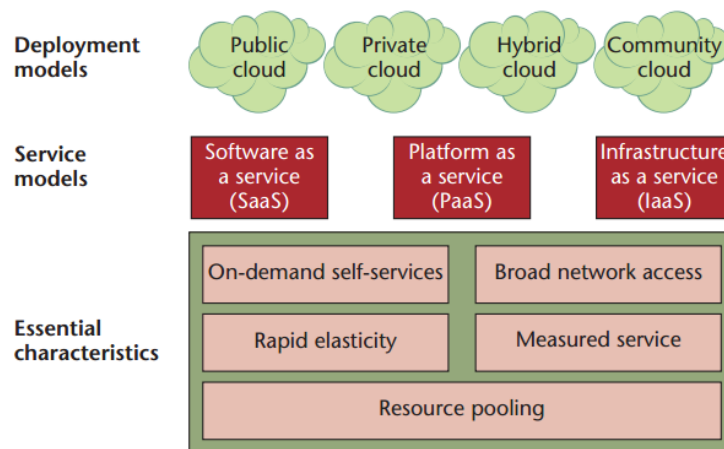 Deployment
models
Public
cloud
Private
cloud
Hybrid
cloud
Community
cloud
Service
models
Software as
a service
(SaaS)
Platform as
a service
(PaaS)
Infrastructure
as a service
(IaaS)
Essential
characteristics
On-demand self-services
Broad network access
Rapid elasticity
Measured service
Resource pooling